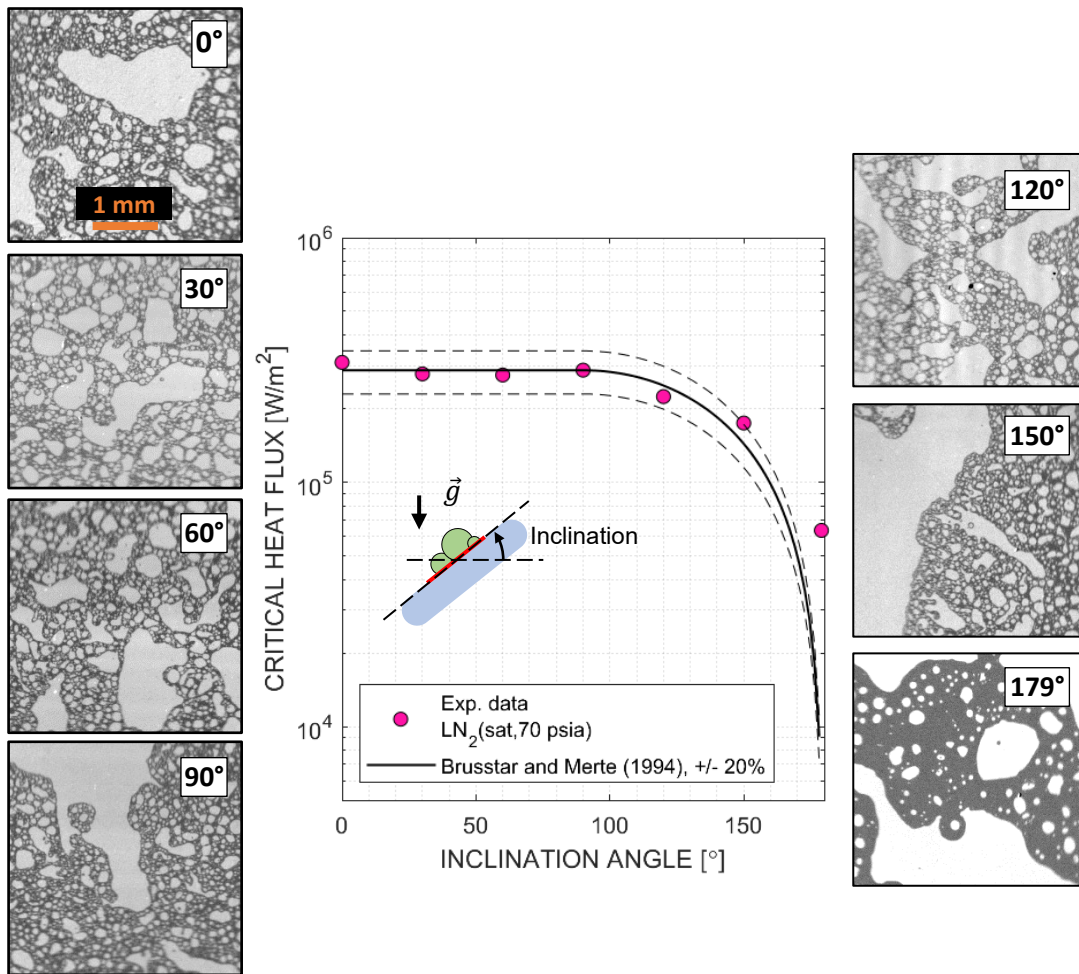 0°
1 mm
30°
60°
90°
120°
150°
179°
CRITICAL HEAT FLUX [W/m²]
10⁶
10⁵
10⁴
g⃗
Inclination
Exp. data
LN₂(sat,70 psia)
Brusstar and Merte (1994), +/- 20%
0 50 100 150
INCLINATION ANGLE [°]